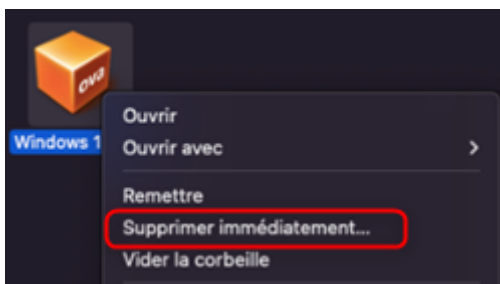 ova
Windows 1
Ouvrir
Ouvrir avec
Remettre
Supprimer immédiatement...
Vider la corbeille